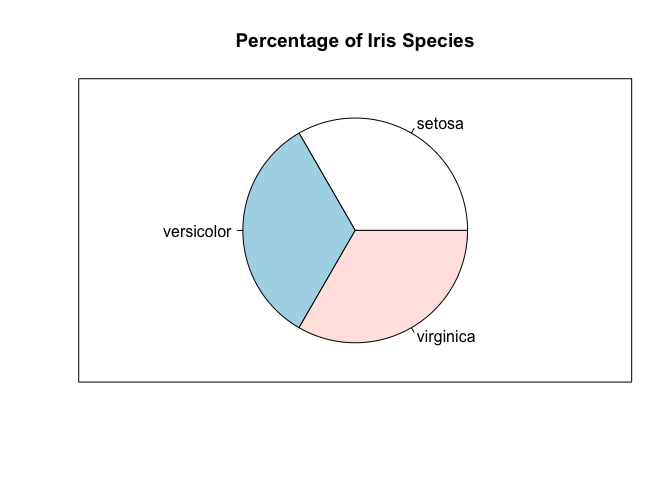 Percentage of Iris Species
setosa
versicolor
virginica